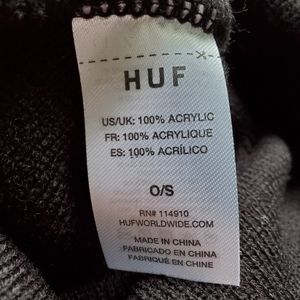 HUF
US/UK: 100% ACRYLIC
FR: 100% ACRYLIQUE
ES: 100% ACRÍLICO
O/S
RN# 114910
HUFWORLDWIDE.COM
MADE IN CHINA
FABRICADO EN CHINA
FABRIQUÉ EN CHINE